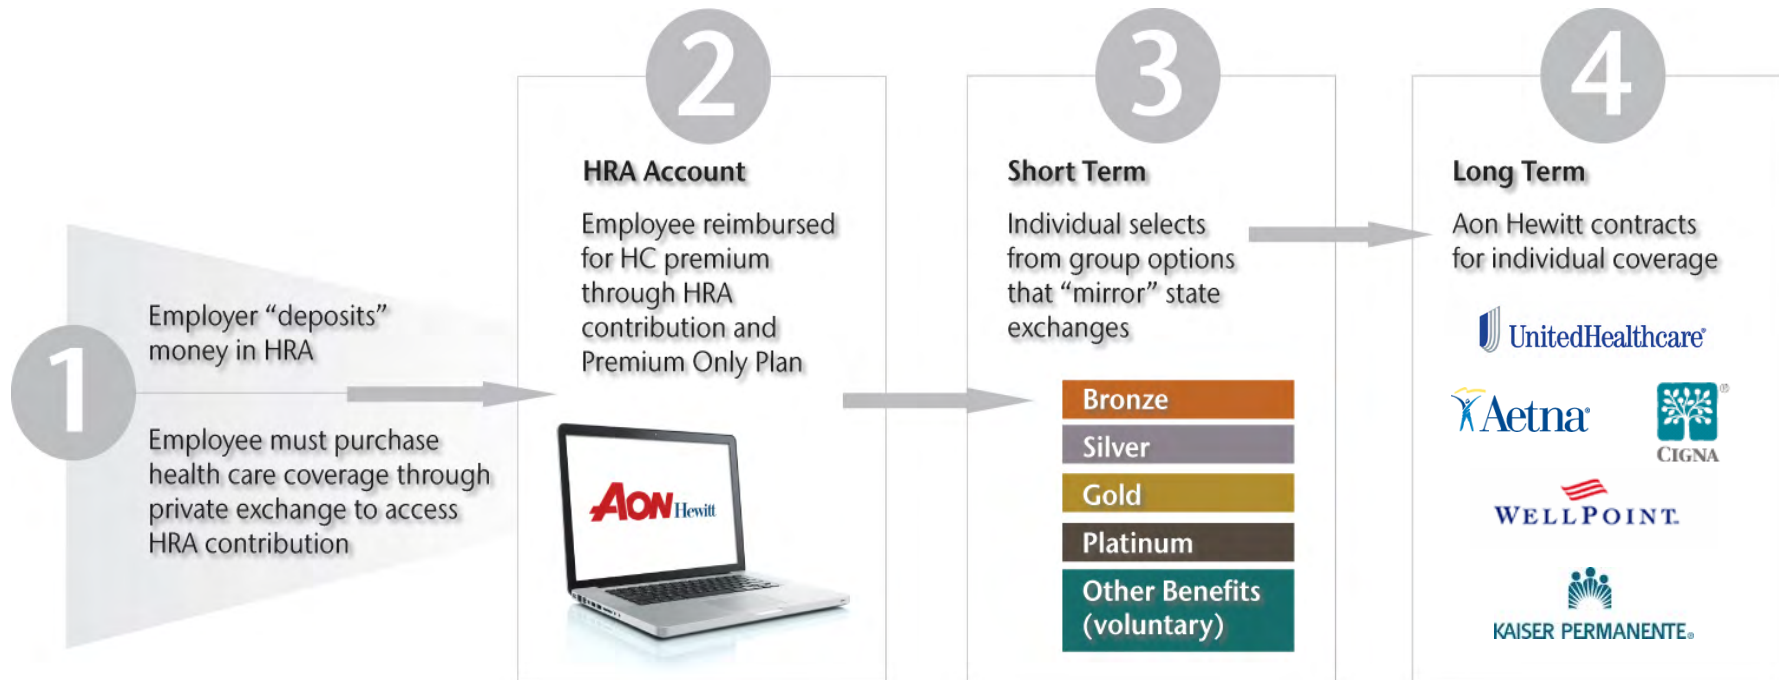 1
Employer “deposits”
money in HRA
Employee must purchase
health care coverage through
private exchange to access
HRA contribution
2
HRA Account
Employee reimbursed
for HC premium
through HRA
contribution and
Premium Only Plan
AON Hewitt
3
Short Term
Individual selects
from group options
that “mirror” state
exchanges
Bronze
Silver
Gold
Platinum
Other Benefits
(voluntary)
4
Long Term
Aon Hewitt contracts
for individual coverage
UnitedHealthcare®
Aetna®
CIGNA®
WELLPOINT.
KAISER PERMANENTE®